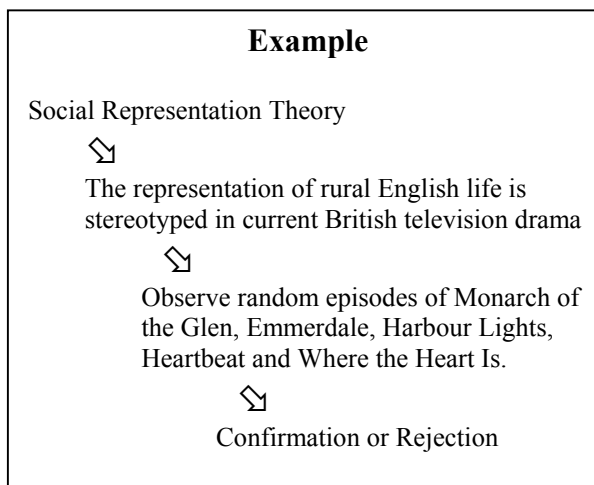 Example
Social Representation Theory
The representation of rural English life is
stereotyped in current British television drama
Observe random episodes of Monarch of
the Glen, Emmerdale, Harbour Lights,
Heartbeat and Where the Heart Is.
Confirmation or Rejection